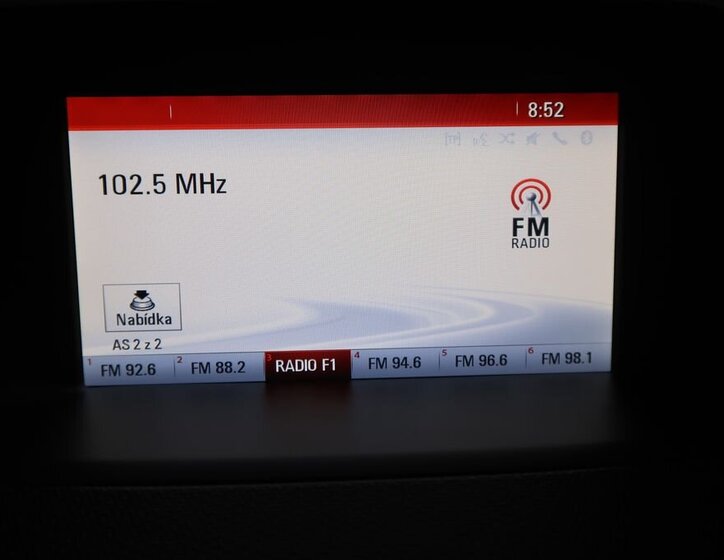 8:52
102.5 MHz
FM
RADIO
Nabídka
AS 2 z 2
1 FM 92.6 2 FM 88.2 3 RADIO F1 4 FM 94.6 5 FM 96.6 6 FM 98.1